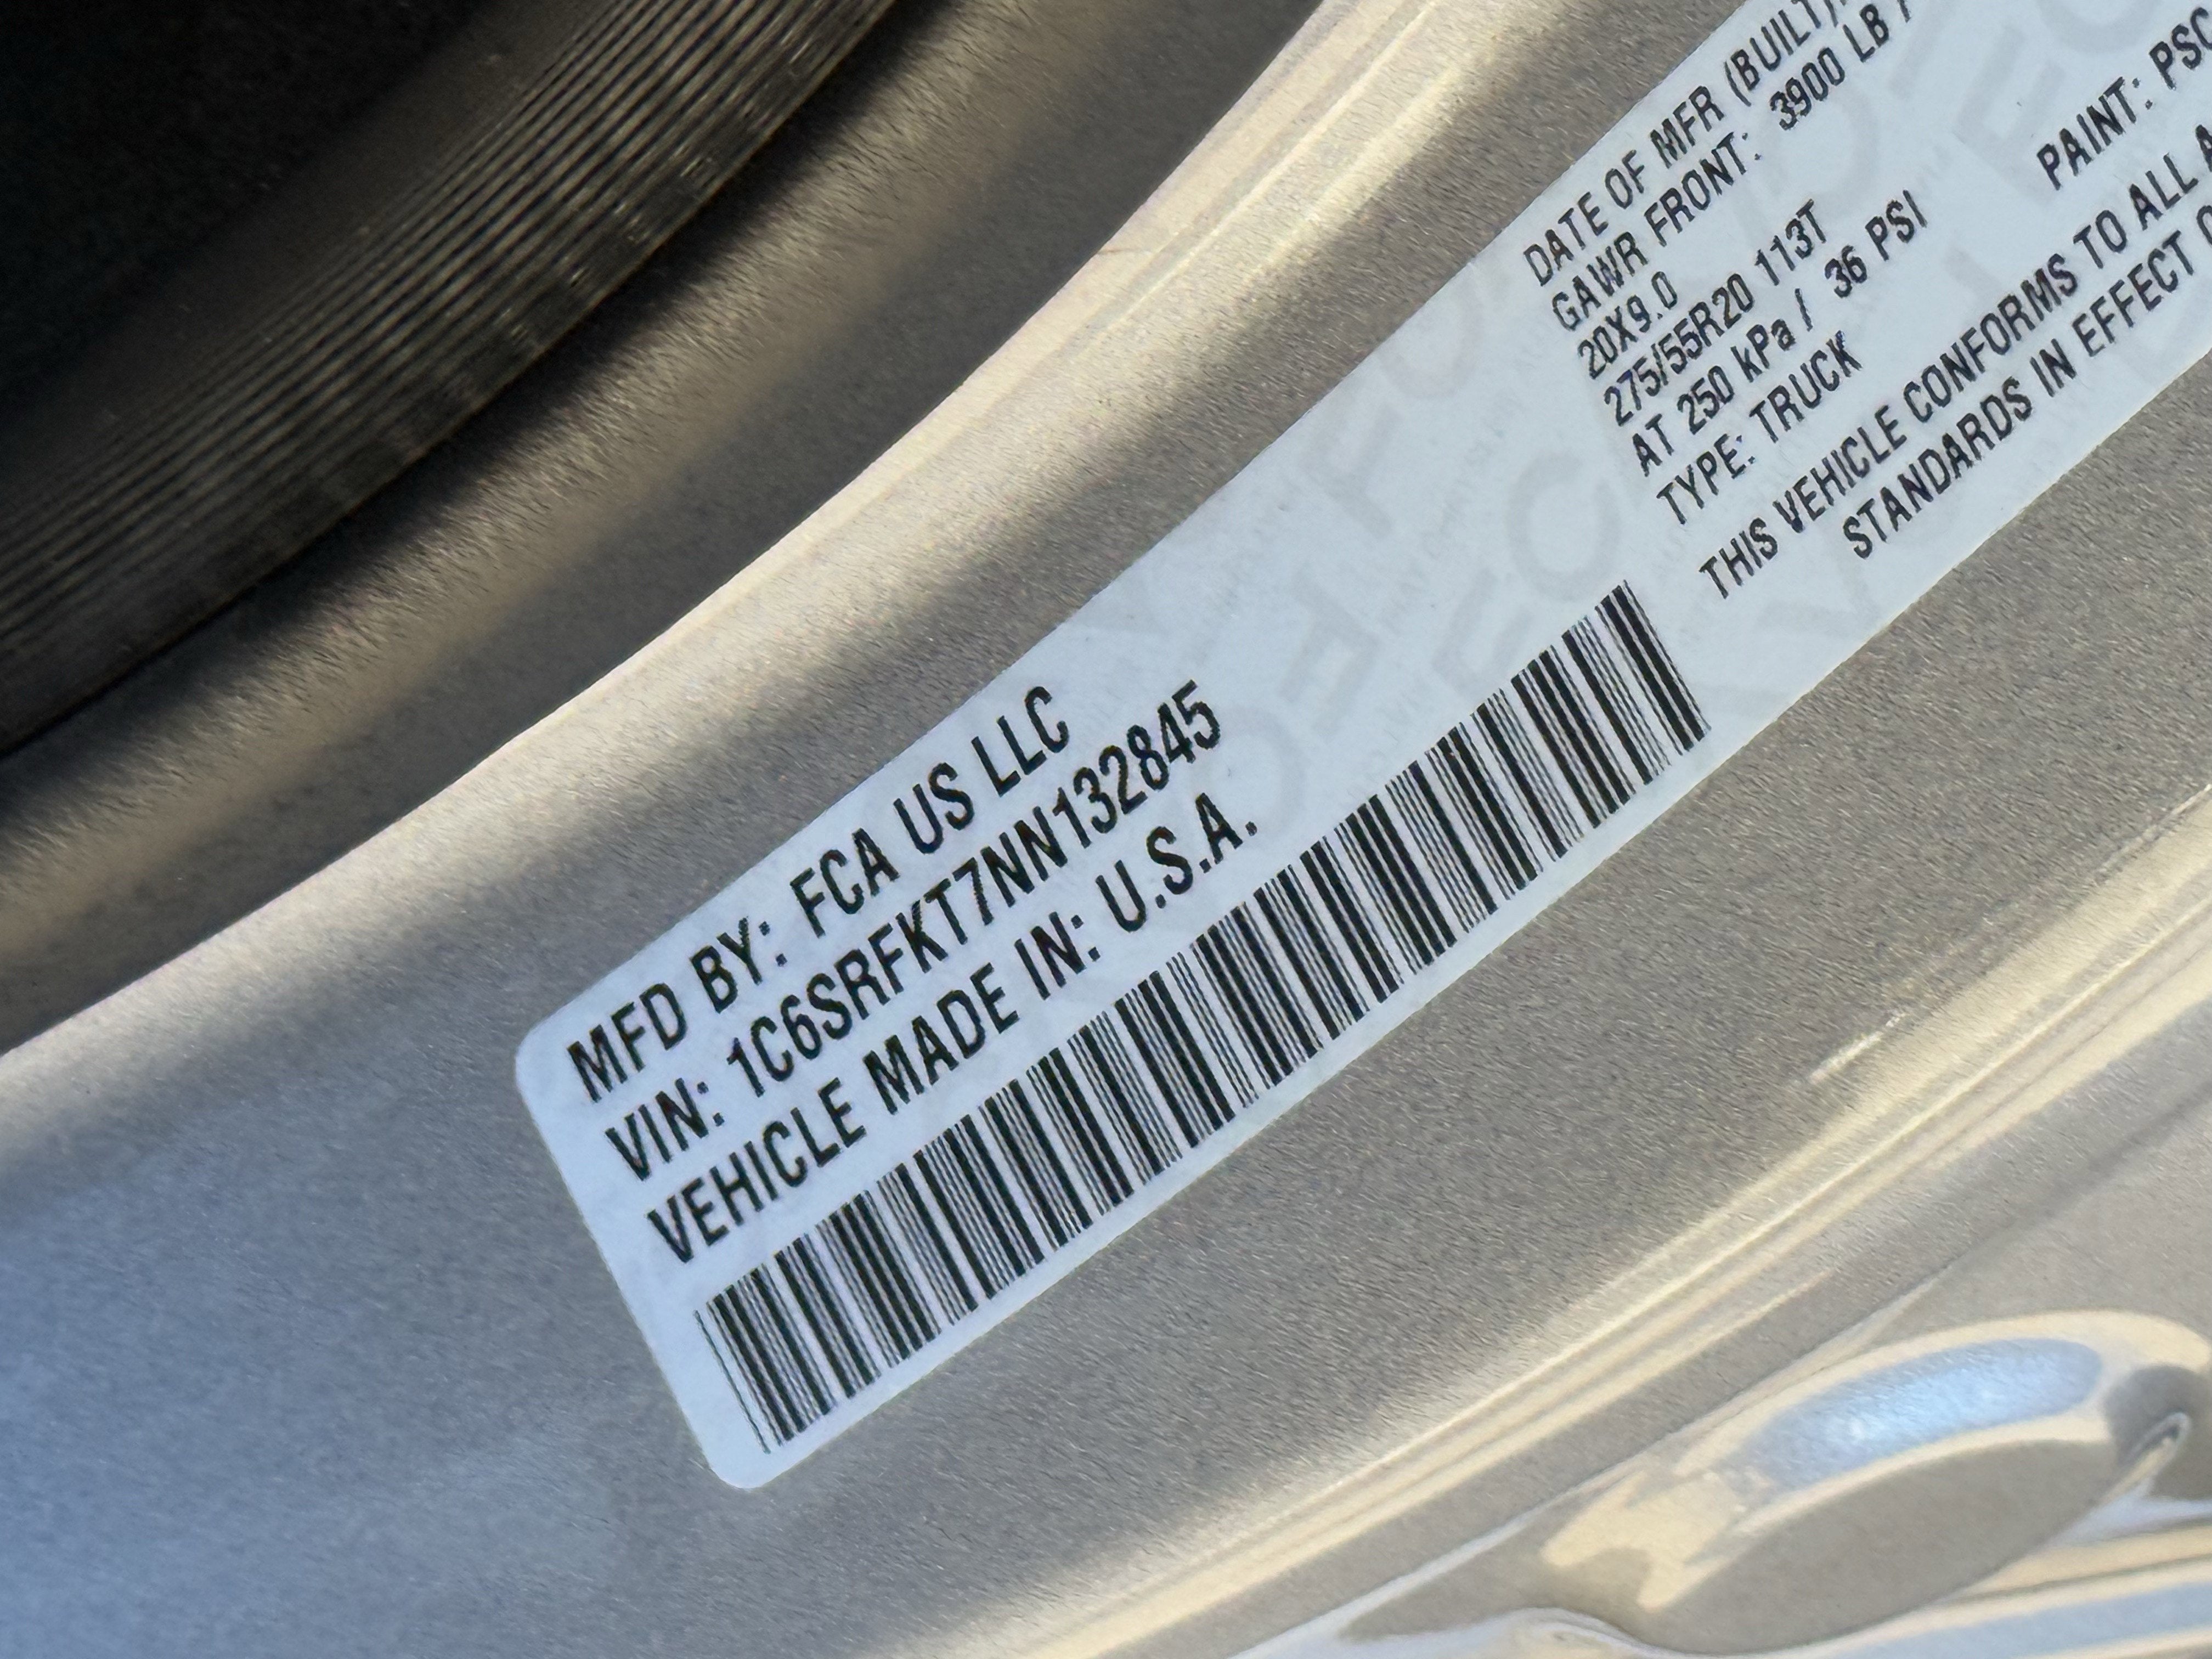 MFD BY: FCA US LLC
VIN: 1C6SRFKT7NN132845
VEHICLE MADE IN: U.S.A.
DATE OF MFR (BUILT)
GAWR FRONT: 3900 LB
20X9.0
275/55R20 113T
AT 250 kPa / 36 PSI
TYPE: TRUCK
PAINT: PSC
THIS VEHICLE CONFORMS TO ALL
STANDARDS IN EFFECT